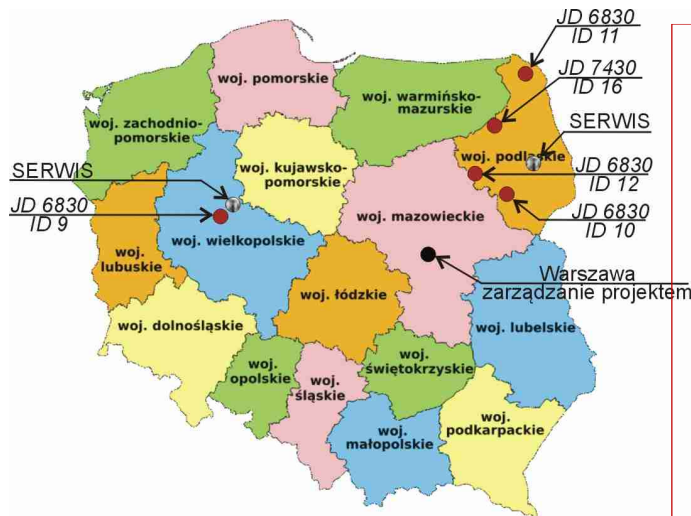 JD 6830
ID 11
woj. pomorskie
JD 7430
ID 16
woj. warmińsko-
mazurskie
woj. zachodnio-
pomorskie
SERWIS
woj. podlaskie
woj. kujawsko-
pomorskie
SERWIS
JD 6830
ID 12
JD 6830
ID 9
JD 6830
ID 10
woj. mazowieckie
woj. wielkopolskie
woj.
lubuskie
Warszawa
zarządzanie projektem
woj. łódzkie
woj. dolnośląskie
woj. lubelskie
woj.
opolskie
woj.
śląskie
woj.
świętokrzyskie
woj.
małopolskie
woj.
podkarpackie